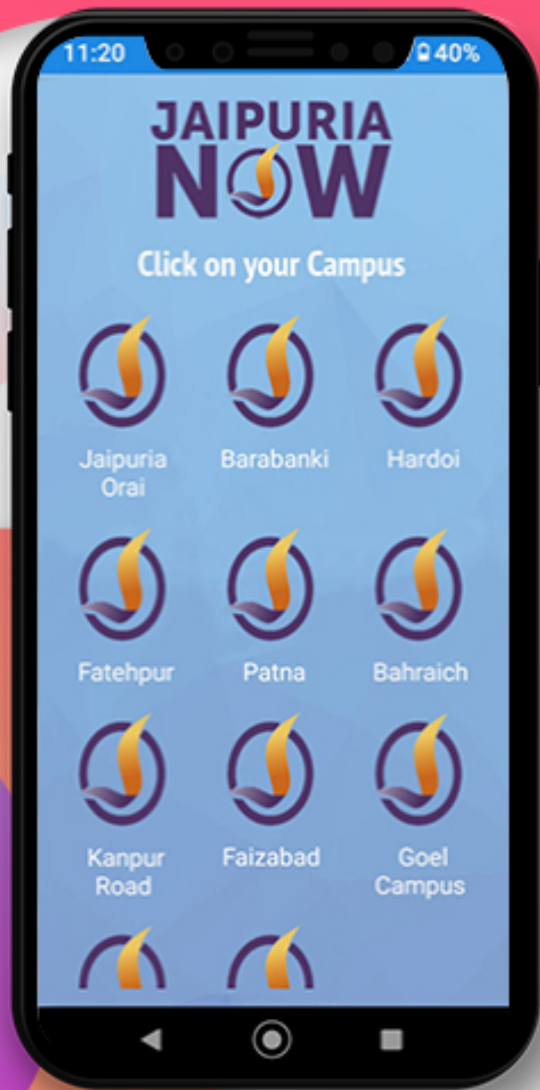 11:20
40%
JAIPURIA
NOW
Click on your Campus
Jaipuria
Orai
Barabanki
Hardoi
Fatehpur
Patna
Bahraich
Kanpur
Road
Faizabad
Goel
Campus